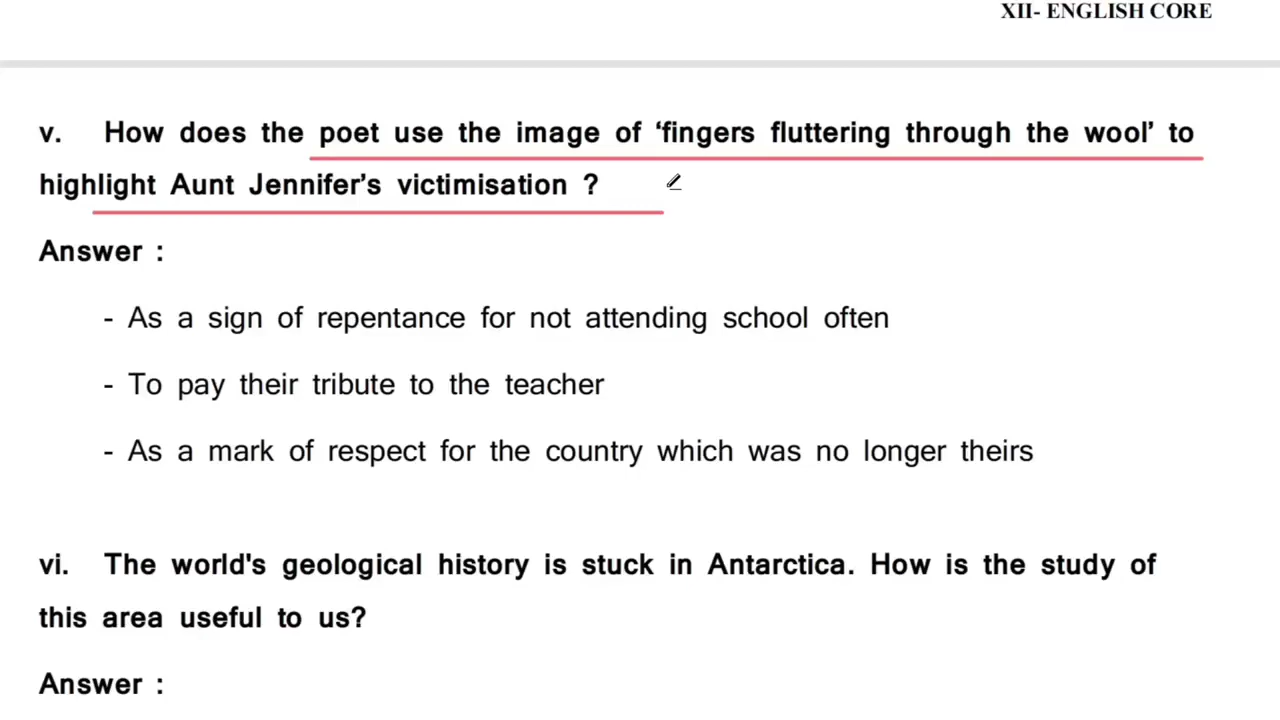 XII- ENGLISH CORE
v. How does the poet use the image of ‘fingers fluttering through the wool’ to
highlight Aunt Jennifer’s victimisation ?
Answer :
- As a sign of repentance for not attending school often
- To pay their tribute to the teacher
- As a mark of respect for the country which was no longer theirs
vi. The world's geological history is stuck in Antarctica. How is the study of
this area useful to us?
Answer :